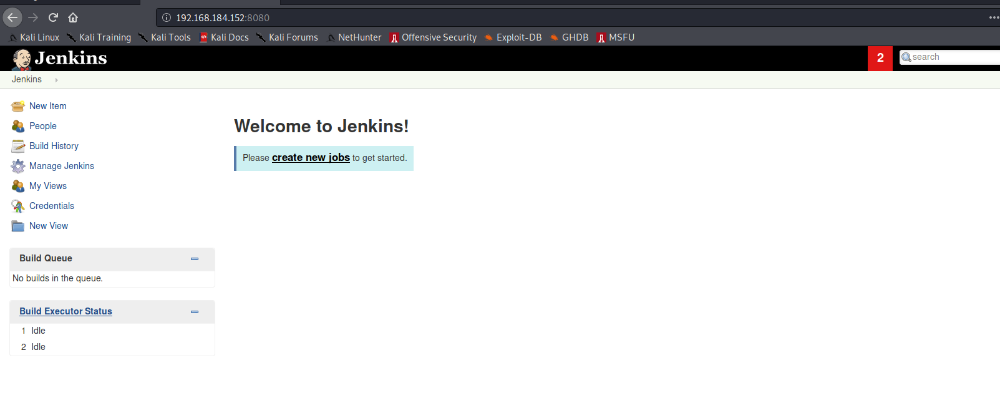 192.168.184.152:8080
Kali Linux Kali Training Kali Tools Kali Docs Kali Forums NetHunter Offensive Security Exploit-DB GHDB MSFU
Jenkins 2 search
Jenkins
New Item
People
Build History
Manage Jenkins
My Views
Credentials
New View
Welcome to Jenkins!
Please create new jobs to get started.
Build Queue
No builds in the queue.
Build Executor Status
1 Idle
2 Idle